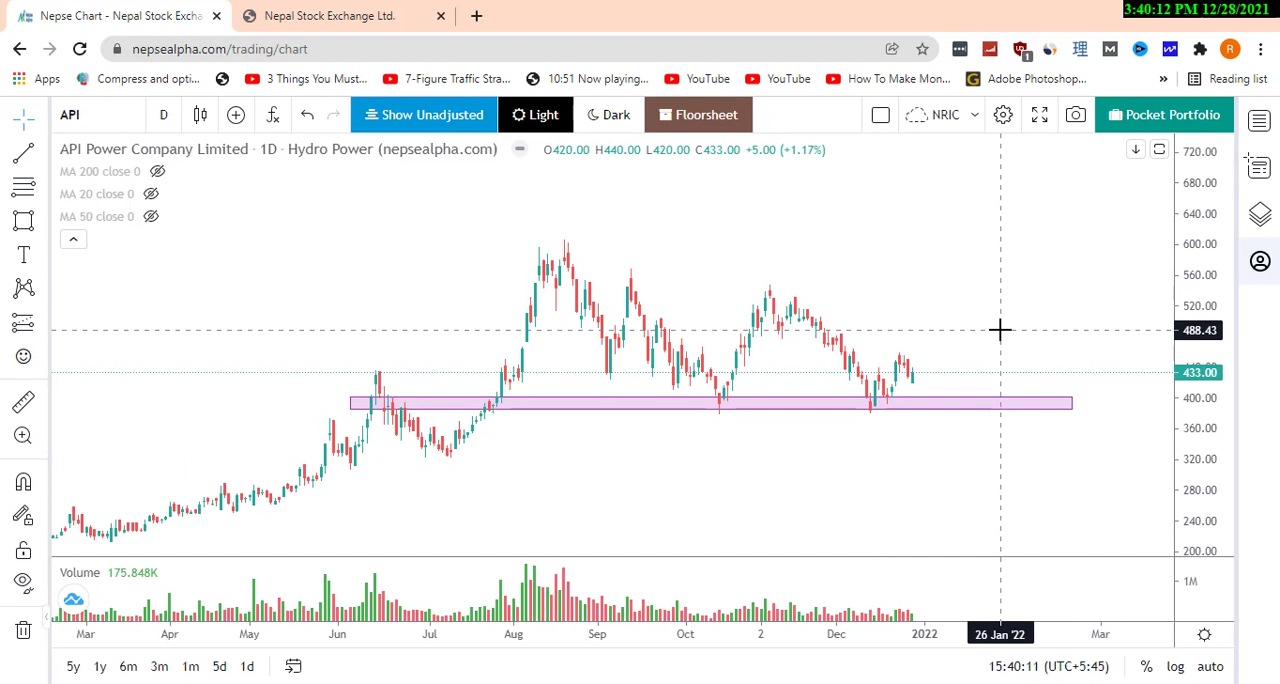 3:40:12 PM 12/28/2021
Nepse Chart - Nepal Stock Excha
Nepal Stock Exchange Ltd.
nepsealpha.com/trading/chart
Apps
Compress and opti...
3 Things You Must...
7-Figure Traffic Stra...
10:51 Now playing...
YouTube
YouTube
How To Make Mon...
Adobe Photoshop...
Reading list
API
D
Show Unadjusted
Light
Dark
Floorsheet
NRIC
Pocket Portfolio
API Power Company Limited · 1D · Hydro Power (nepsealpha.com)
O420.00 H440.00 L420.00 C433.00 +5.00 (+1.17%)
MA 200 close 0
MA 20 close 0
MA 50 close 0
720.00
680.00
640.00
600.00
560.00
520.00
488.43
433.00
400.00
360.00
320.00
280.00
240.00
200.00
Volume 175.848K
1M
Mar Apr May Jun Jul Aug Sep Oct 2 Dec 2022 26 Jan '22 Mar
5y 1y 6m 3m 1m 5d 1d
15:40:11 (UTC+5:45) % log auto